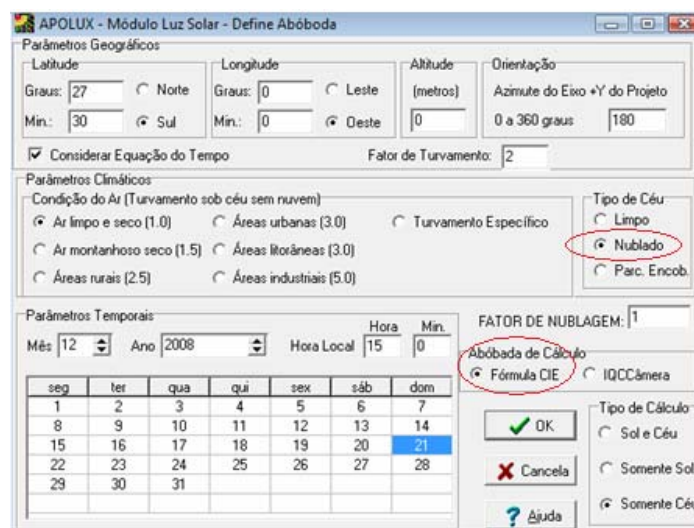 APOLUX - Módulo Luz Solar - Define Abóboda
Parâmetros Geográficos
Latitude
Graus: 27 Norte
Min.: 30 Sul
Longitude
Graus: 0 Leste
Min.: 0 Oeste
Altitude
(metros)
0
Orientação
Azimute do Eixo +Y do Projeto
0 a 360 graus 180
Considerar Equação do Tempo Fator de Turvamento: 2
Parâmetros Climáticos
Condição do Ar (Turvamento sob céu sem nuvem)
Ar limpo e seco (1.0) Áreas urbanas (3.0) Turvamento Específico
Ar montanhoso seco (1.5) Áreas litorâneas (3.0)
Áreas rurais (2.5) Áreas industriais (5.0)
Tipo de Céu
Limpo
Nublado
Parc. Encob.
Parâmetros Temporais
Hora Min.
Mês 12 Ano 2008 Hora Local 15 0
seg ter qua qui sex sáb dom
1 2 3 4 5 6 7
8 9 10 11 12 13 14
15 16 17 18 19 20 21
22 23 24 25 26 27 28
29 30 31
FATOR DE NUBLAGEM: 1
Abóbada de Cálculo
Fórmula CIE IQCCâmera
OK
Cancela
Ajuda
Tipo de Cálculo
Sol e Céu
Somente Sol
Somente Céu